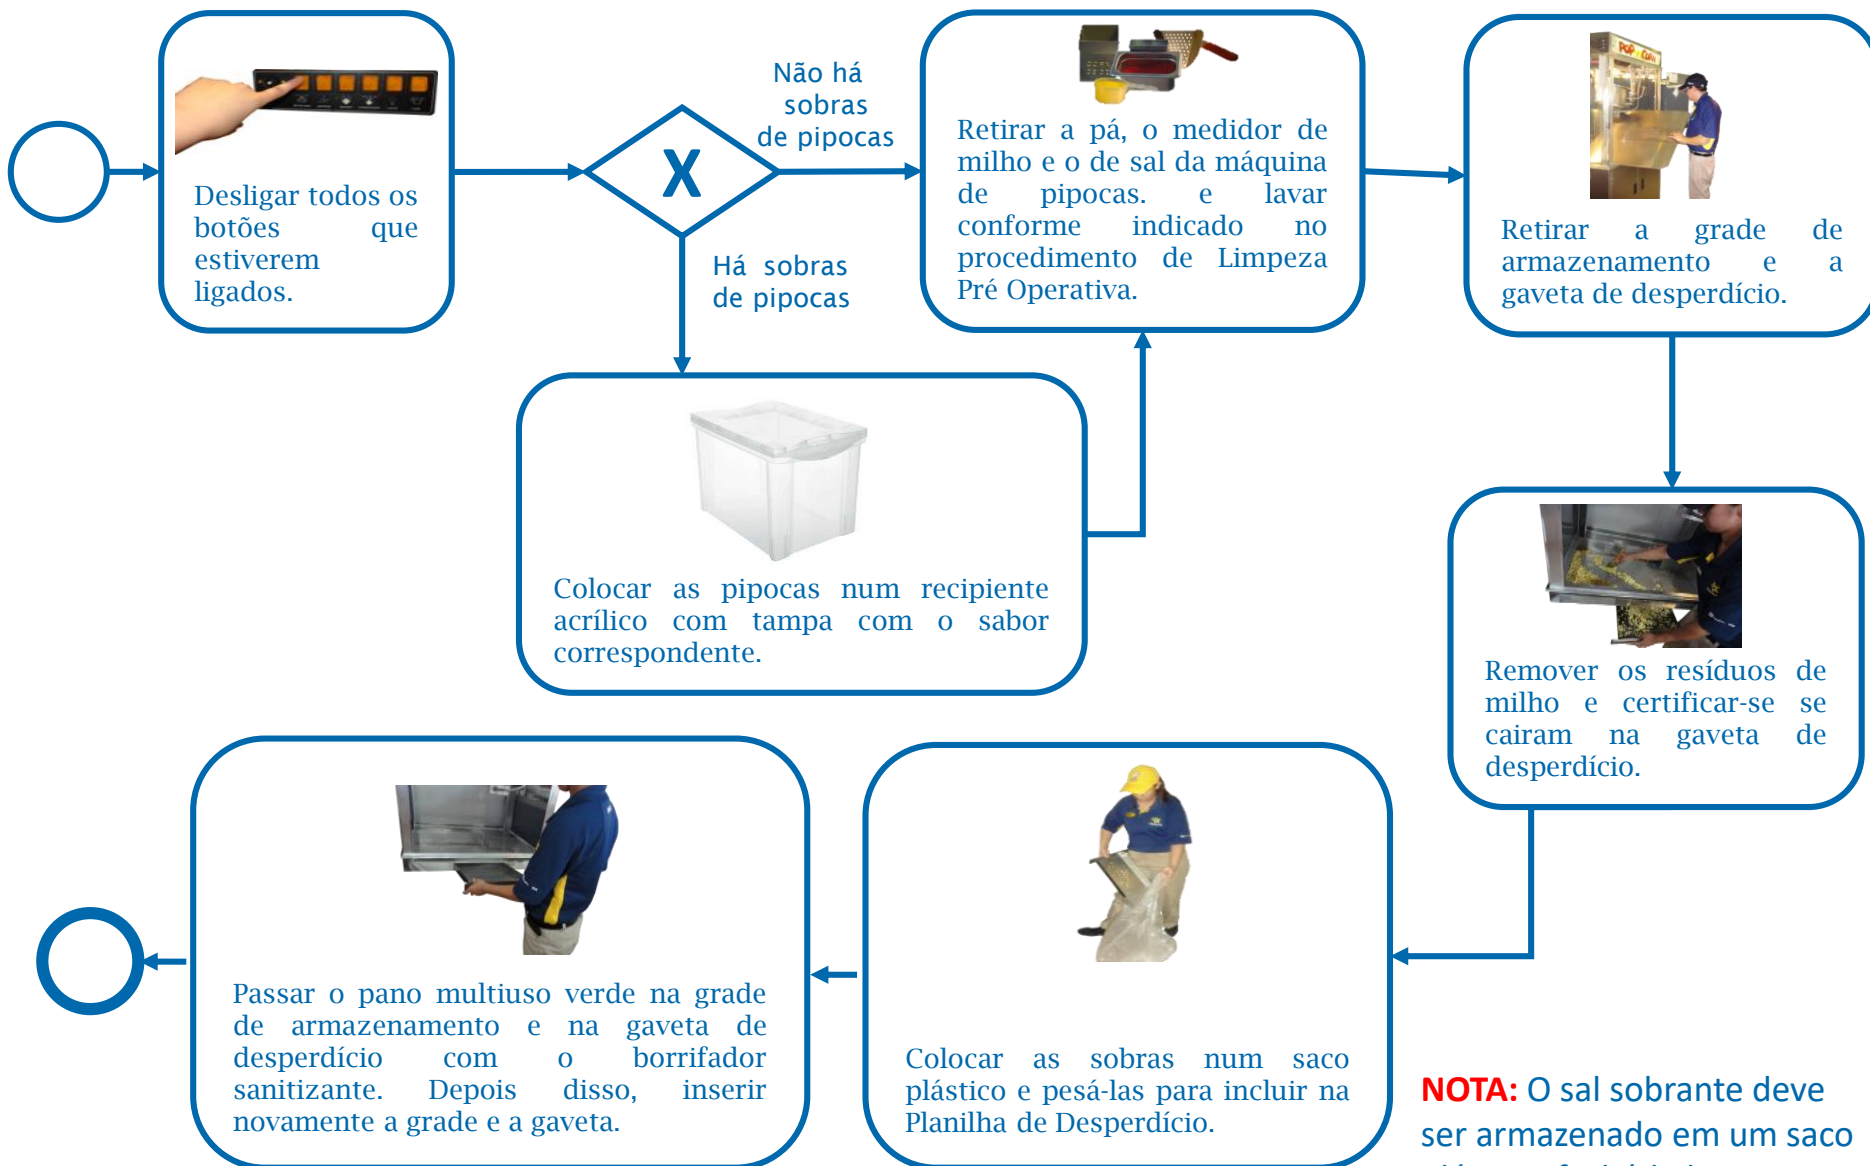 Desligar todos os
botões que
estiverem
ligados.
X
Não há
sobras
de pipocas
Há sobras
de pipocas
Retirar a pá, o medidor de
milho e o de sal da máquina
de pipocas. e lavar
conforme indicado no
procedimento de Limpeza
Pré Operativa.
POP CORN
Retirar a grade de
armazenamento e a
gaveta de desperdício.
Colocar as pipocas num recipiente
acrílico com tampa com o sabor
correspondente.
Remover os resíduos de
milho e certificar-se se
cairam na gaveta de
desperdício.
Colocar as sobras num saco
plástico e pesá-las para incluir na
Planilha de Desperdício.
Passar o pano multiuso verde na grade
de armazenamento e na gaveta de
desperdício com o borrifador
sanitizante. Depois disso, inserir
novamente a grade e a gaveta.
NOTA: O sal sobrante deve
ser armazenado em um saco